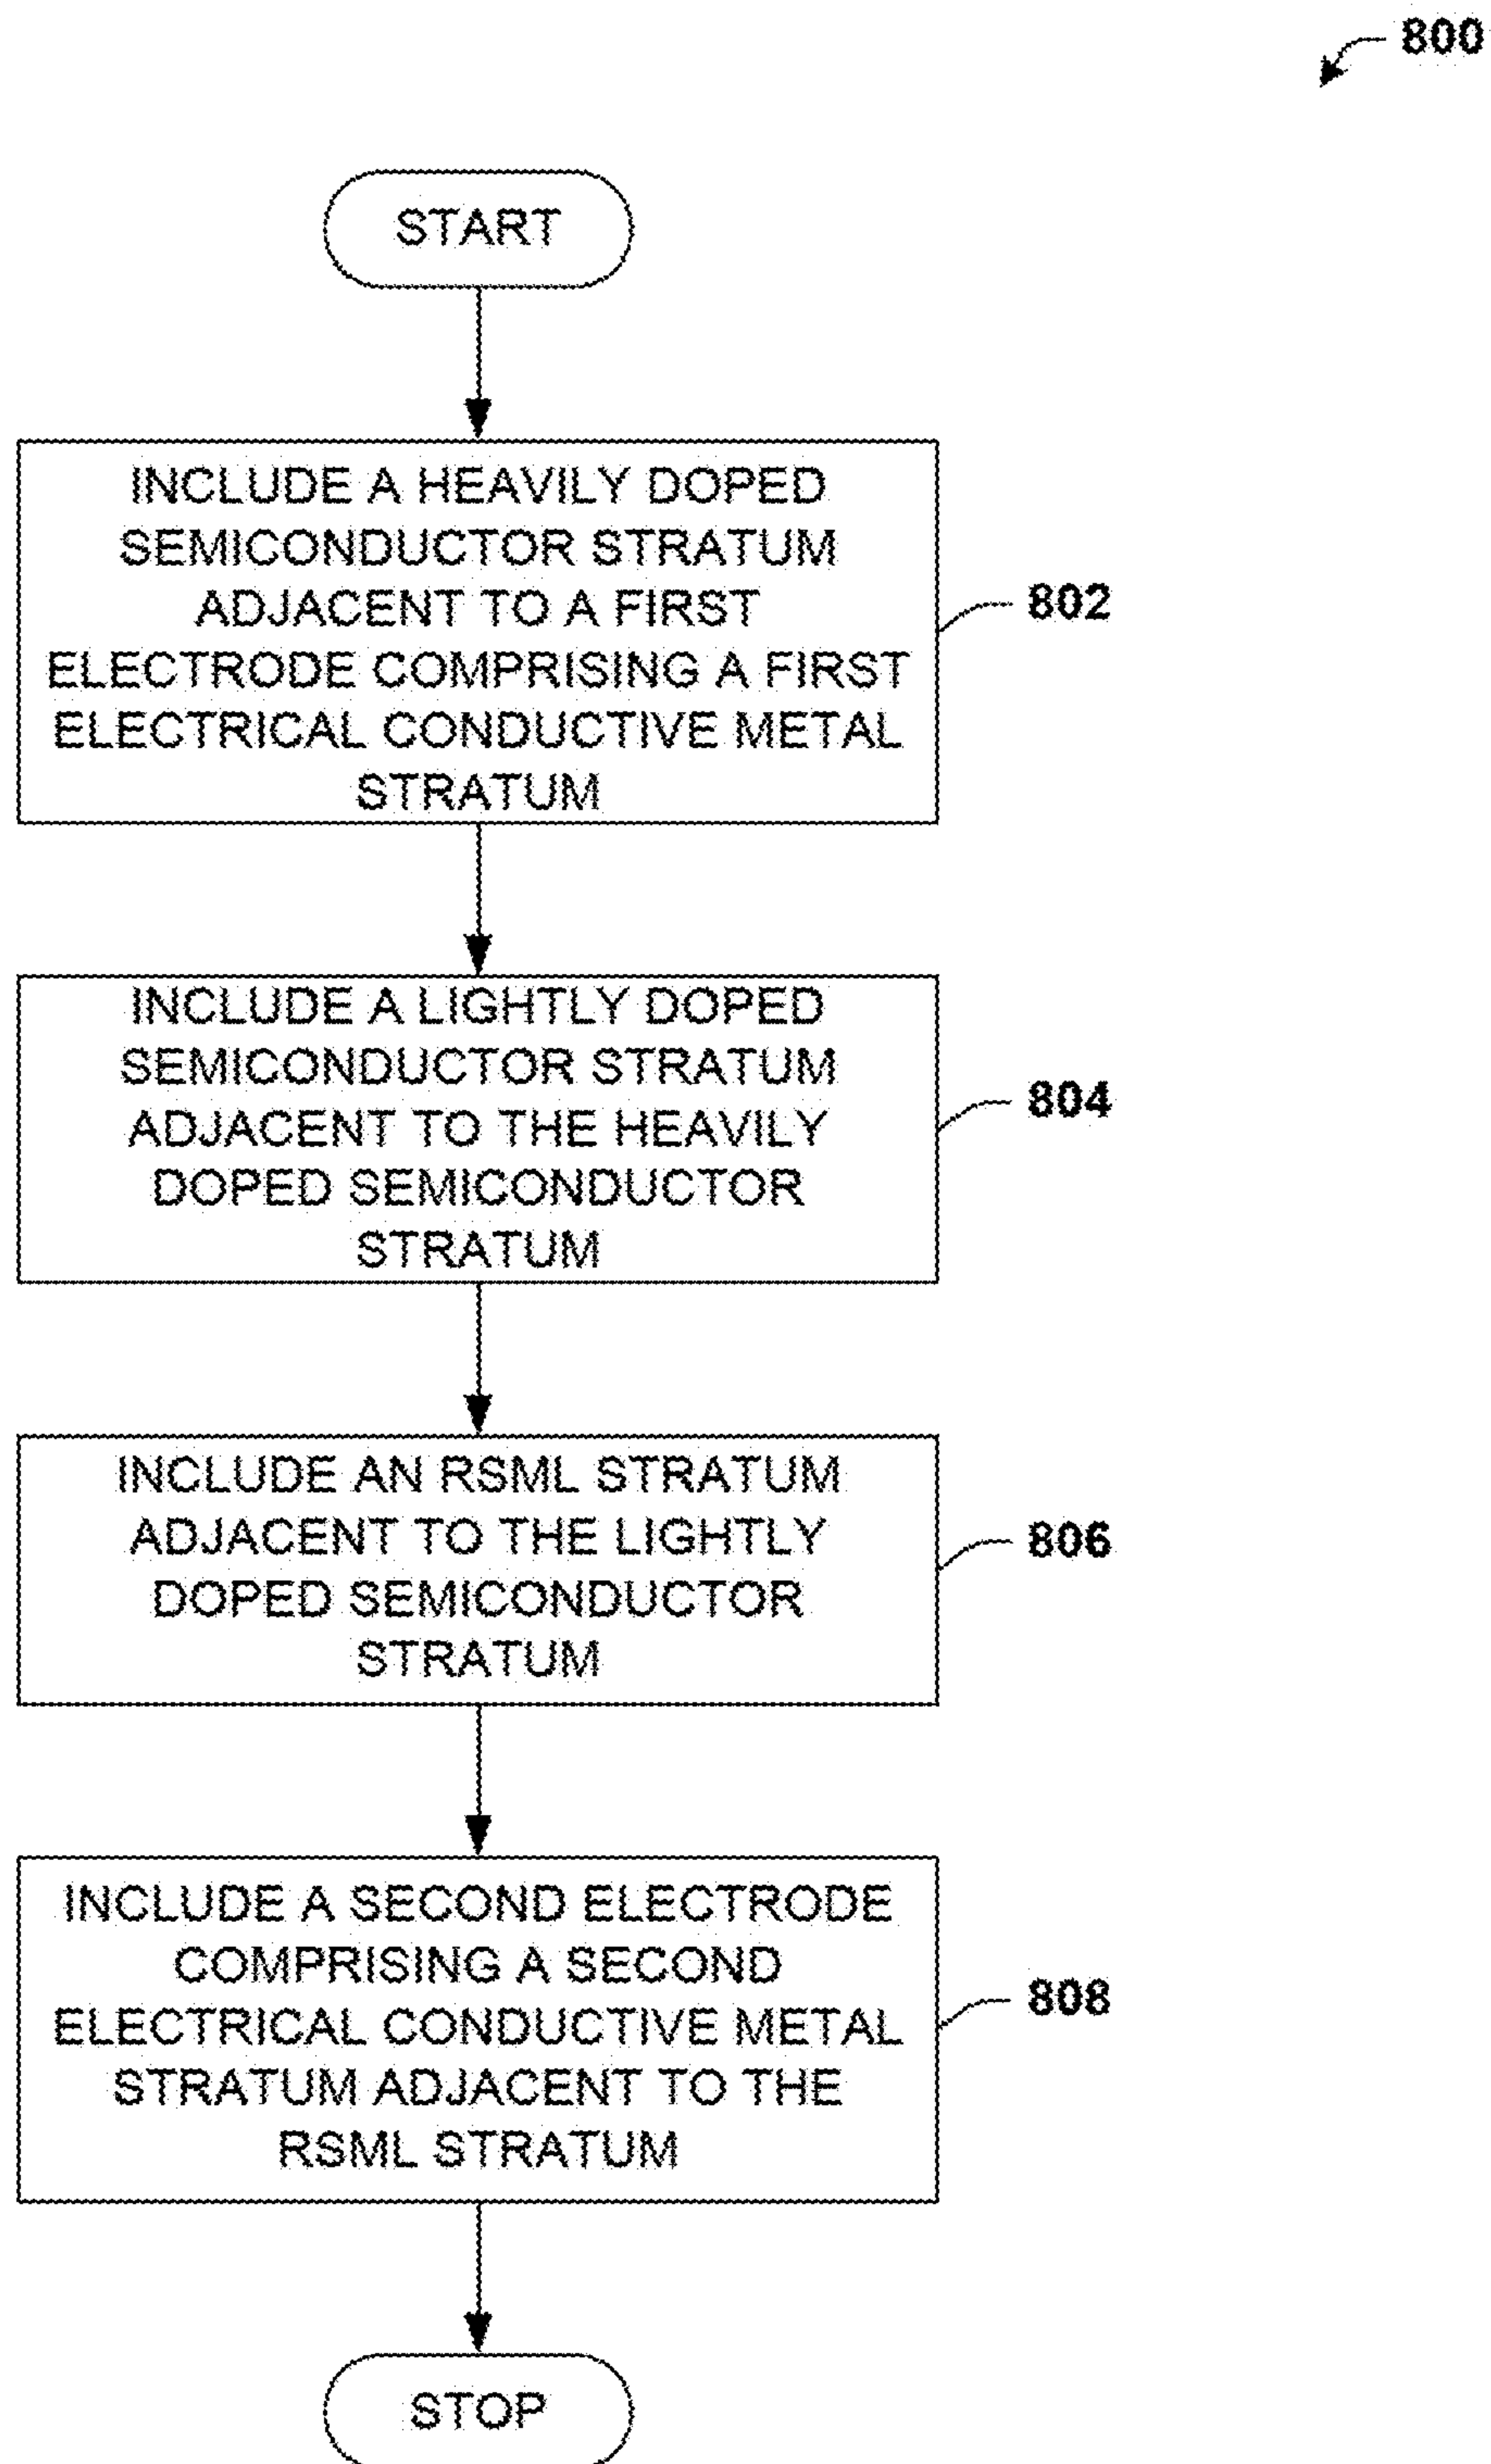 800
START
INCLUDE A HEAVILY DOPED
SEMICONDUCTOR STRATUM
ADJACENT TO A FIRST
ELECTRODE COMPRISING A FIRST
ELECTRICAL CONDUCTIVE METAL
STRATUM
802
INCLUDE A LIGHTLY DOPED
SEMICONDUCTOR STRATUM
ADJACENT TO THE HEAVILY
DOPED SEMICONDUCTOR
STRATUM
804
INCLUDE AN RSML STRATUM
ADJACENT TO THE LIGHTLY
DOPED SEMICONDUCTOR
STRATUM
806
INCLUDE A SECOND ELECTRODE
COMPRISING A SECOND
ELECTRICAL CONDUCTIVE METAL
STRATUM ADJACENT TO THE
RSML STRATUM
808
STOP